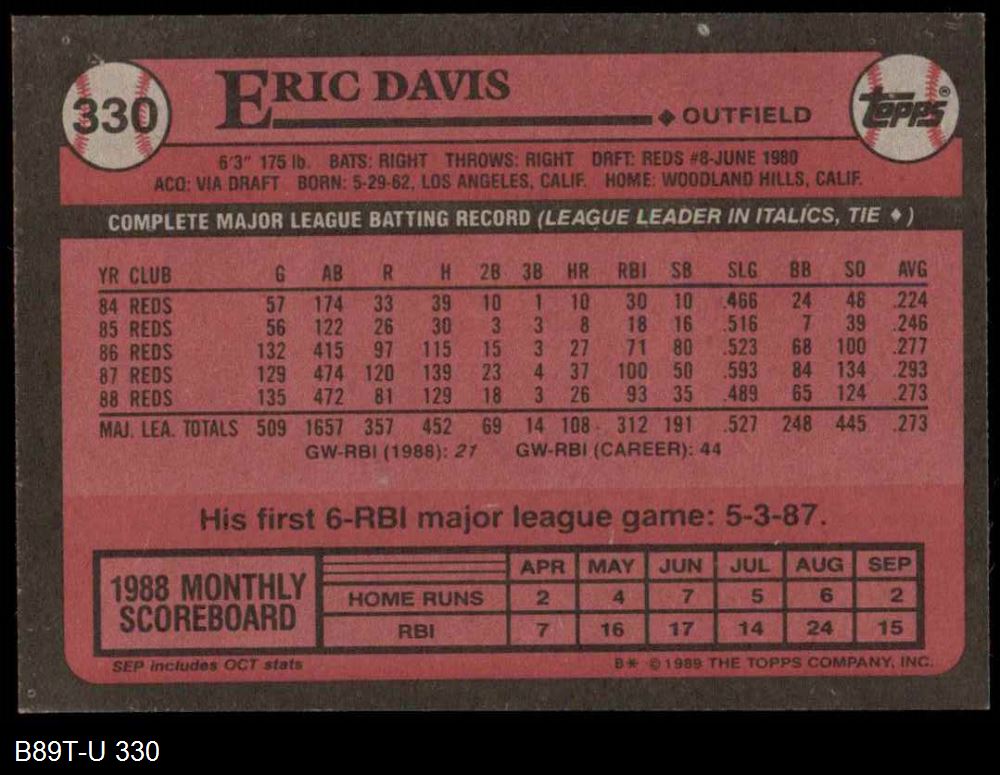 330
ERIC DAVIS
◆ OUTFIELD
TOPPS®
6'3" 175 lb. BATS: RIGHT THROWS: RIGHT DRFT: REDS #8-JUNE 1980
ACQ: VIA DRAFT BORN: 5-29-62, LOS ANGELES, CALIF. HOME: WOODLAND HILLS, CALIF.
COMPLETE MAJOR LEAGUE BATTING RECORD (LEAGUE LEADER IN ITALICS, TIE ♦)
YR CLUB G AB R H 2B 3B HR RBI SB SLG BB SO AVG
84 REDS 57 174 33 39 10 1 10 30 10 .466 24 48 .224
85 REDS 56 122 26 30 3 3 8 18 16 .516 7 39 .246
86 REDS 132 415 97 115 15 3 27 71 80 .523 68 100 .277
87 REDS 129 474 120 139 23 4 37 100 50 .593 84 134 .293
88 REDS 135 472 81 129 18 3 26 93 35 .489 65 124 .273
MAJ. LEA. TOTALS 509 1657 357 452 69 14 108 312 191 .527 248 445 .273
GW-RBI (1988): 21 GW-RBI (CAREER): 44
His first 6-RBI major league game: 5-3-87.
1988 MONTHLY SCOREBOARD
APR MAY JUN JUL AUG SEP
HOME RUNS 2 4 7 5 6 2
RBI 7 16 17 14 24 15
SEP includes OCT stats
B* ©1989 THE TOPPS COMPANY, INC.
B89T-U 330